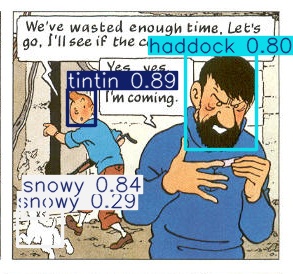 We've wasted enough time. Let's
go, I'll see if the
haddock 0.80
Yes, yes,
tintin 0.89
I'm coming.
snowy 0.84
snowy 0.29